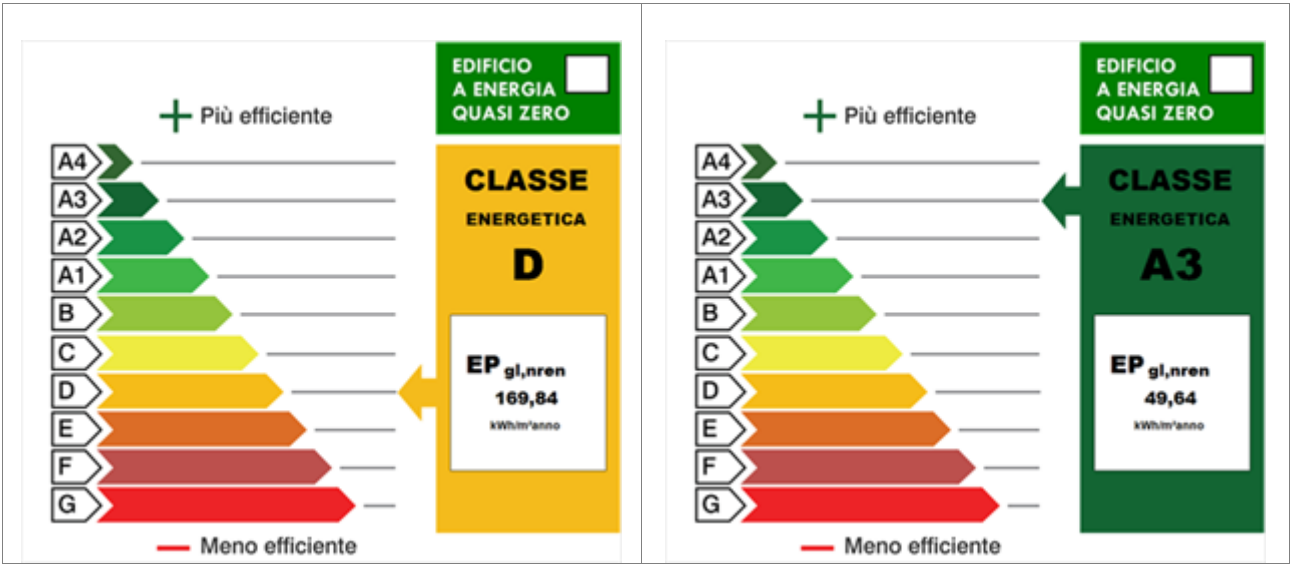 EDIFICIO
A ENERGIA
QUASI ZERO
Più efficiente
A4
A3
A2
A1
B
C
D
E
F
G
CLASSE
ENERGETICA
D
EP gl,nren
169,84
kWh/m²anno
Meno efficiente
EDIFICIO
A ENERGIA
QUASI ZERO
Più efficiente
A4
A3
A2
A1
B
C
D
E
F
G
CLASSE
ENERGETICA
A3
EP gl,nren
49,64
kWh/m²anno
Meno efficiente